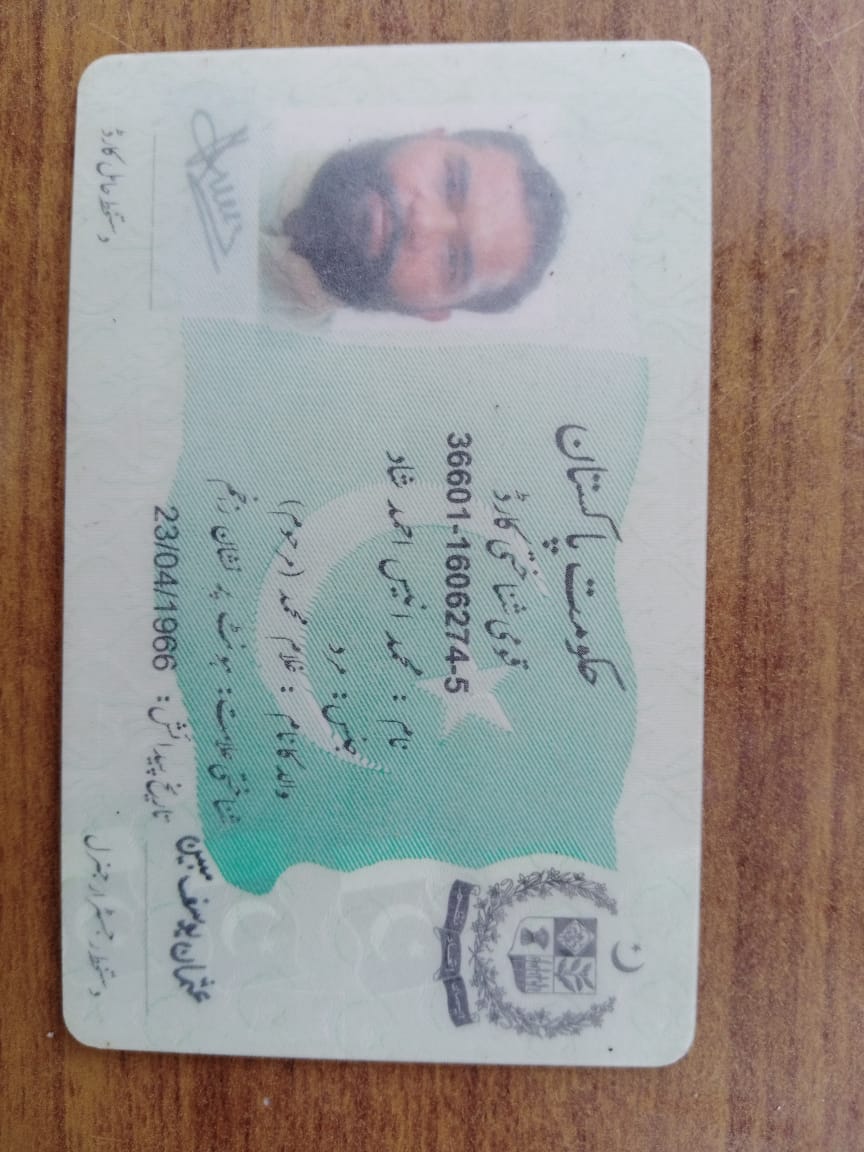 حکومت پاکستان
قومی شناختی کارڈ
36601-1606274-5
نام : محمد انیس احمد شاد
جنس : مرد
والد کا نام : غلام محمد (مرحوم)
شناختی علامت : ہونٹ پر نشان زخم
تاریخ پیدائش : 23/04/1966
دستخط حامل کارڈ
عثمان یوسف مبین
دستخط رجسٹرار جنرل